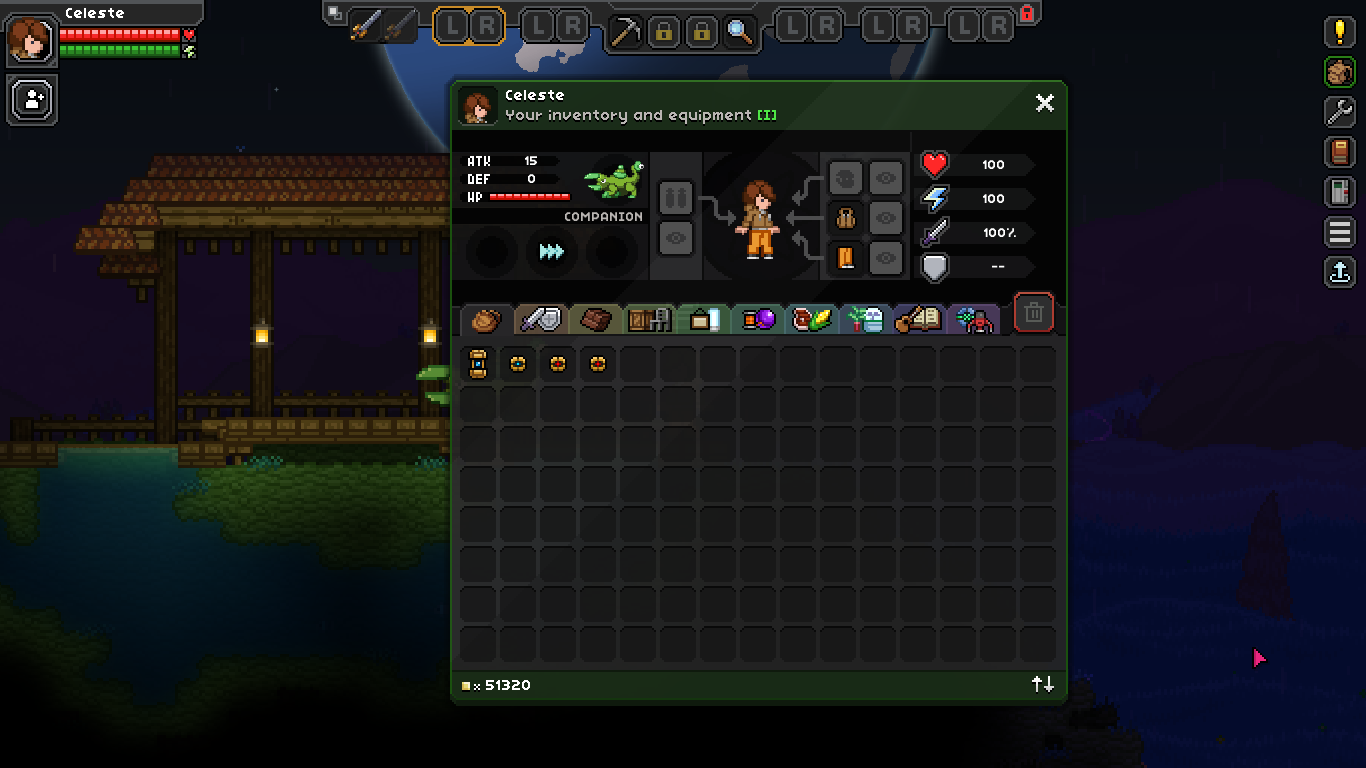 Celeste
L R L R L R L R L R
Celeste
Your inventory and equipment [I]
ATK 15
DEF 0
HP
COMPANION
100
100
100%
--
x 51320